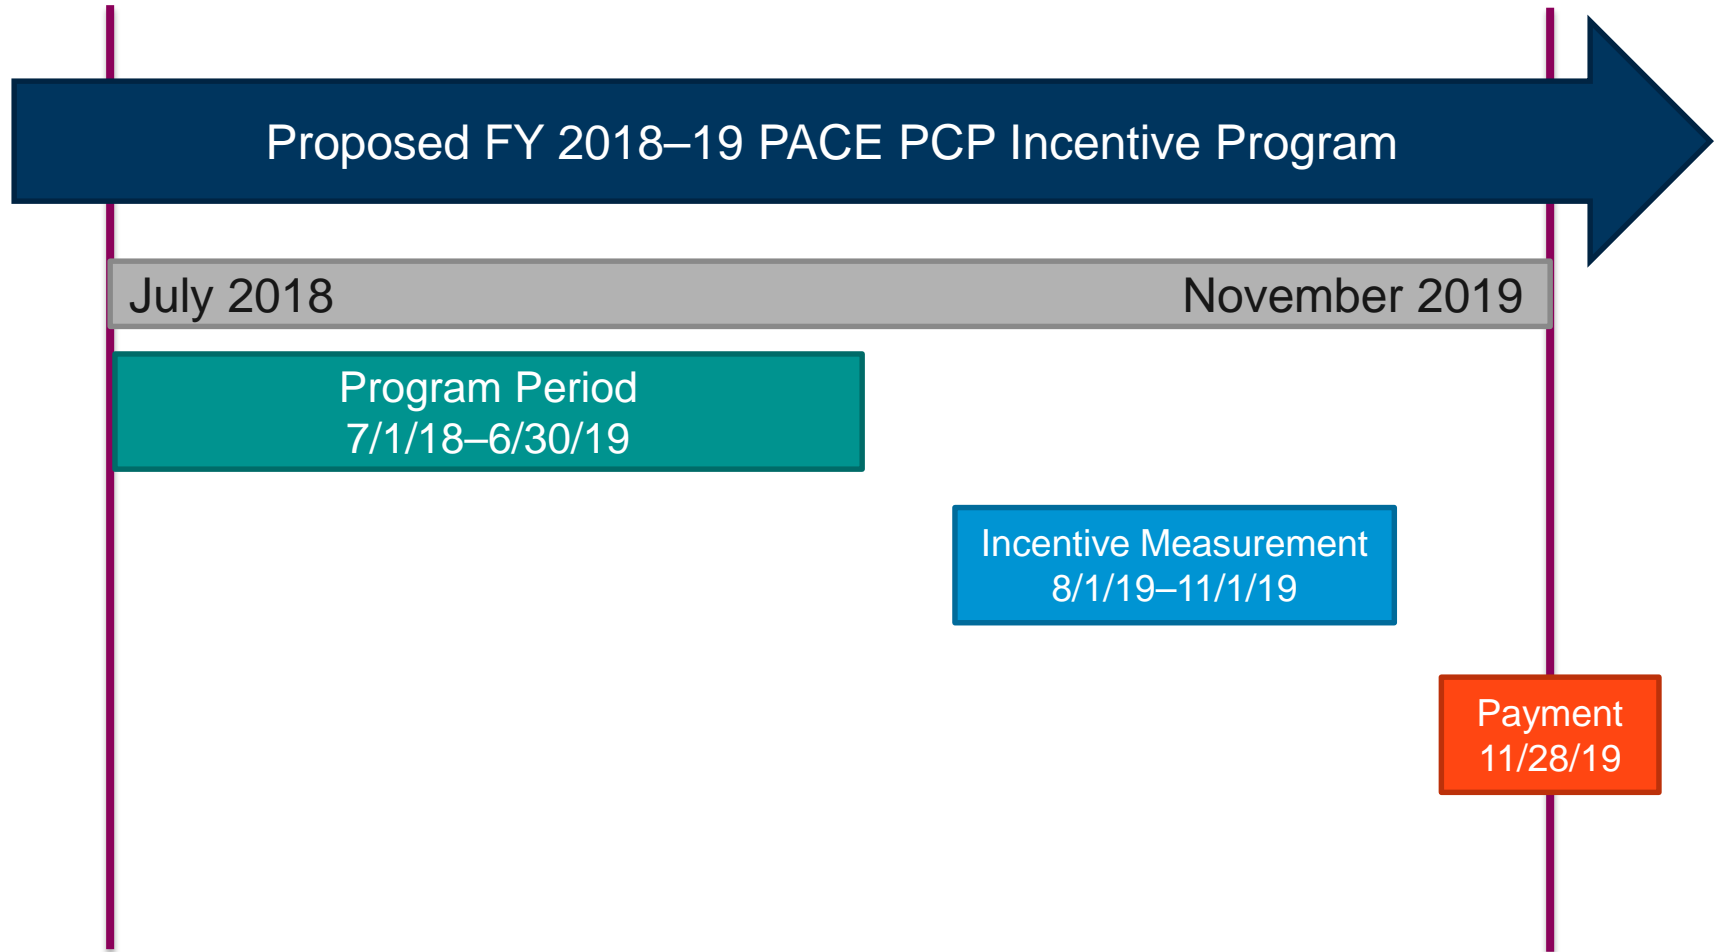 Proposed FY 2018–19 PACE PCP Incentive Program
July 2018
November 2019
Program Period
7/1/18–6/30/19
Incentive Measurement
8/1/19–11/1/19
Payment
11/28/19